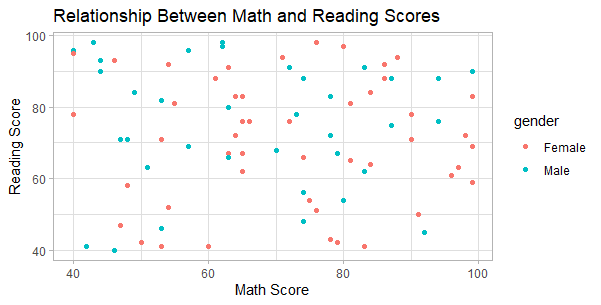 Relationship Between Math and Reading Scores
100
80
60
40
Reading Score
40 60 80 100
Math Score
gender
Female
Male